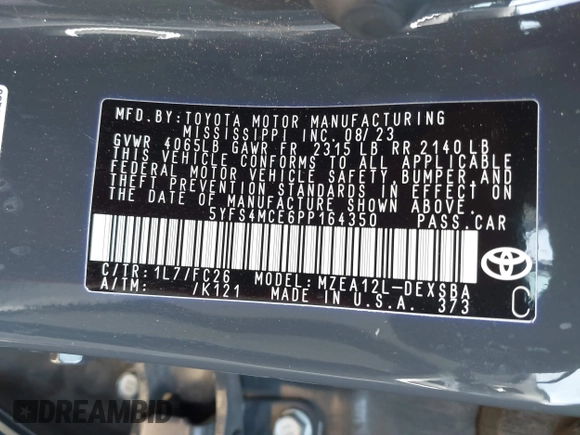 MFD.BY:TOYOTA MOTOR MANUFACTURING
MISSISSIPPI INC. 08/23
GVWR 4065LB GAWR FR 2315 LB RR 2140 LB
THIS VEHICLE CONFORMS TO ALL APPLICABLE
FEDERAL MOTOR VEHICLE SAFETY, BUMPER,AND
THEFT PREVENTION STANDARDS IN EFFECT ON
THE DATE OF MANUFACTURE SHOWN ABOVE.
5YFS4MCE6PP164350 PASS.CAR
C/TR:1L7/FC26 MODEL:MZEA12L-DEXSBA
A/TM: /K121 MADE IN U.S.A. 373
C
DREAMBID